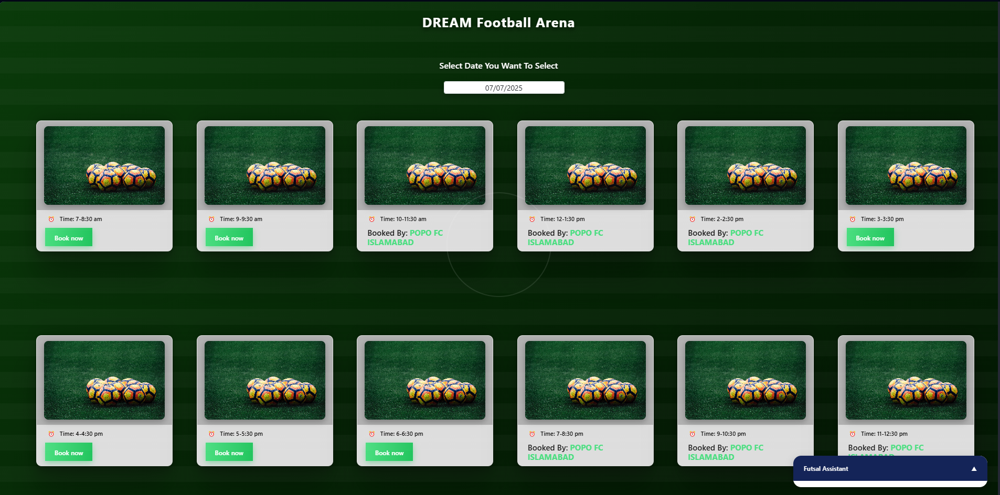 DREAM Football Arena
Select Date You Want To Select
07/07/2025
Time: 7-8:30 am
Book now
Time: 9-9:30 am
Book now
Time: 10-11:30 am
Booked By: POPO FC
ISLAMABAD
Time: 12-1:30 pm
Booked By: POPO FC
ISLAMABAD
Time: 2-2:30 pm
Booked By: POPO FC
ISLAMABAD
Time: 3-3:30 pm
Book now
Time: 4-4:30 pm
Book now
Time: 5-5:30 pm
Book now
Time: 6-6:30 pm
Book now
Time: 7-8:30 pm
Booked By: POPO FC
ISLAMABAD
Time: 9-10:30 pm
Booked By: POPO FC
ISLAMABAD
Time: 11-12:30 pm
Booked By: POPO FC
ISLAMABAD
Futsal Assistant